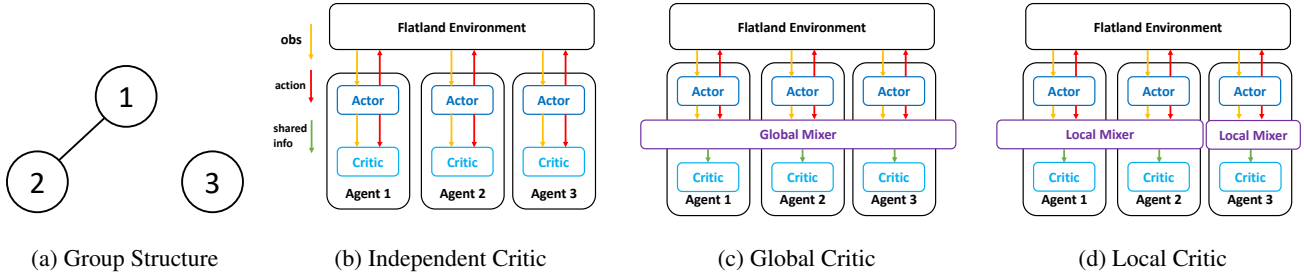 1
2
3
(a) Group Structure
obs
action
shared
info
Flatland Environment
Actor
Actor
Actor
Critic
Critic
Critic
Agent 1
Agent 2
Agent 3
(b) Independent Critic
Flatland Environment
Actor
Actor
Actor
Global Mixer
Critic
Critic
Critic
Agent 1
Agent 2
Agent 3
(c) Global Critic
Flatland Environment
Actor
Actor
Actor
Local Mixer
Local Mixer
Critic
Critic
Critic
Agent 1
Agent 2
Agent 3
(d) Local Critic